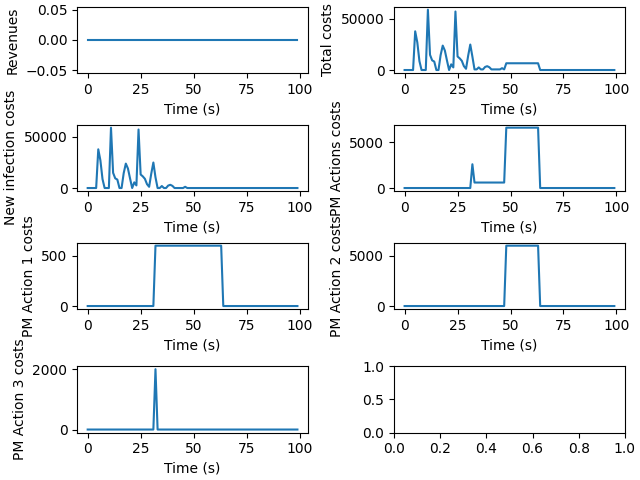 Revenues
0.05
0.00
−0.05
0 25 50 75 100
Time (s)
Total costs
50000
0
0 25 50 75 100
Time (s)
New infection costs
50000
0
0 25 50 75 100
Time (s)
PM Actions costs
5000
0
0 25 50 75 100
Time (s)
PM Action 1 costs
500
0
0 25 50 75 100
Time (s)
PM Action 2 costs
5000
0
0 25 50 75 100
Time (s)
PM Action 3 costs
2000
0
0 25 50 75 100
Time (s)
1.0
0.5
0.0
0.0 0.2 0.4 0.6 0.8 1.0